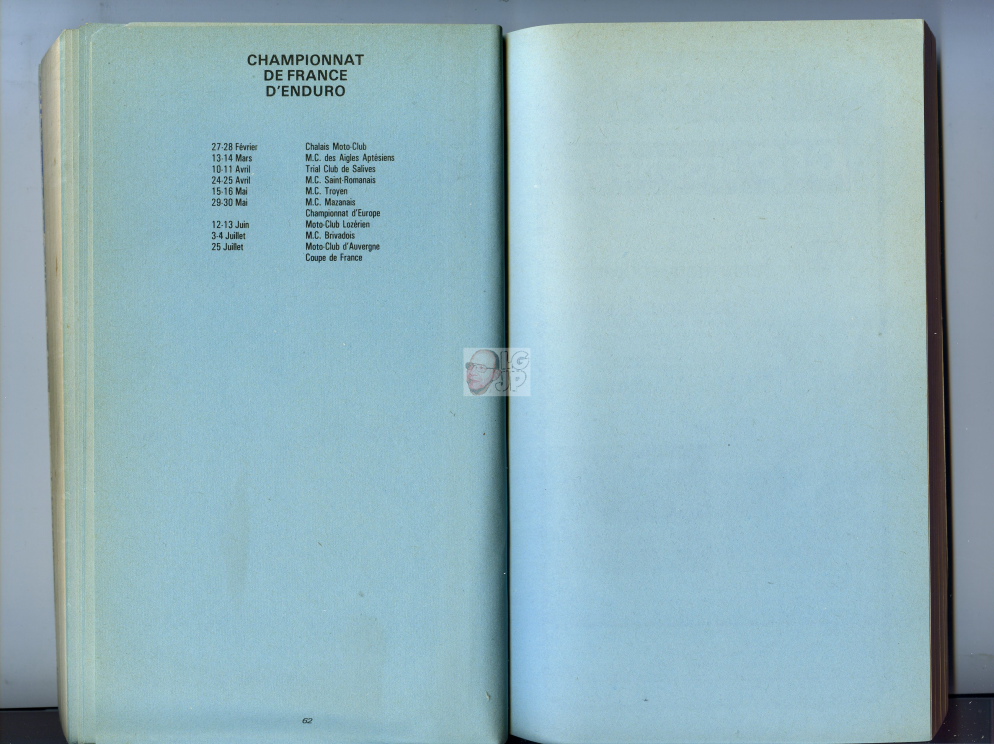 CHAMPIONNAT
DE FRANCE
D'ENDURO
27-28 Février Chalais Moto-Club
13-14 Mars M.C. des Aigles Aptésiens
10-11 Avril Trial Club de Salives
24-25 Avril M.C. Saint-Romanais
15-16 Mai M.C. Troyen
29-30 Mai M.C. Mazanais
Championnat d'Europe
12-13 Juin Moto-Club Lozérien
3-4 Juillet M.C. Brivadois
25 Juillet Moto-Club d'Auvergne
Coupe de France
62